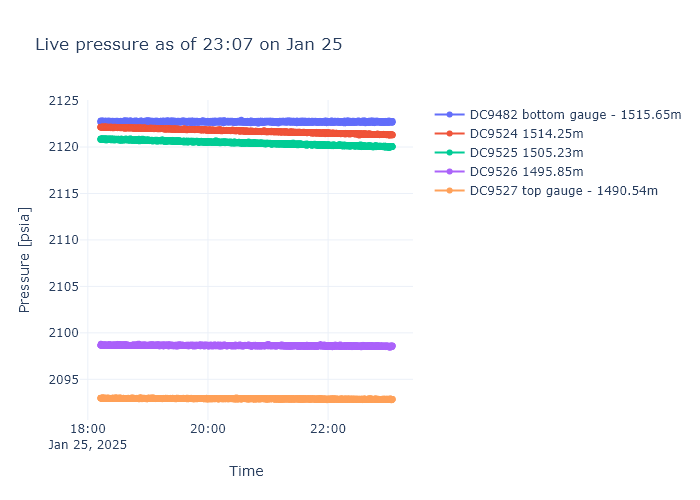 Live pressure as of 23:07 on Jan 25
DC9482 bottom gauge - 1515.65m
DC9524 1514.25m
DC9525 1505.23m
DC9526 1495.85m
DC9527 top gauge - 1490.54m
Pressure [psia]
2125
2120
2115
2110
2105
2100
2095
18:00
Jan 25, 2025
20:00
22:00
Time